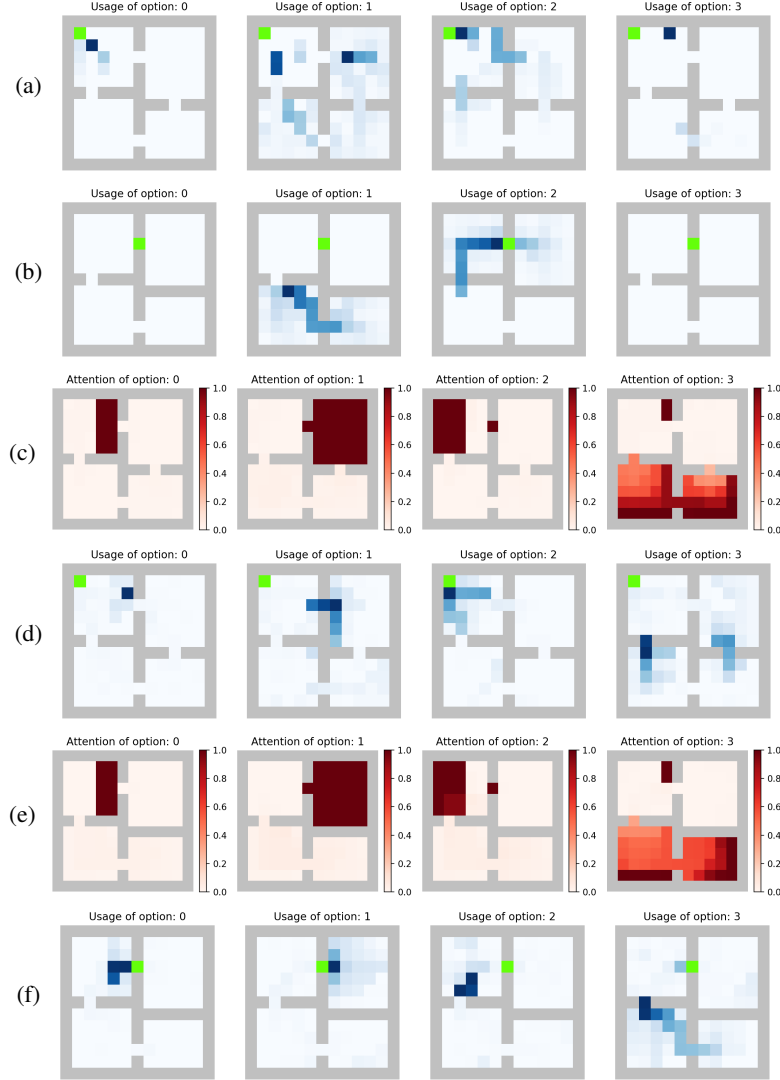 Usage of option: 0 Usage of option: 1 Usage of option: 2 Usage of option: 3
(a)
Usage of option: 0 Usage of option: 1 Usage of option: 2 Usage of option: 3
(b)
Attention of option: 0 Attention of option: 1 Attention of option: 2 Attention of option: 3
1.0 1.0 1.0 1.0
0.8 0.8 0.8 0.8
(c)
0.6 0.6 0.6 0.6
0.4 0.4 0.4 0.4
0.2 0.2 0.2 0.2
0.0 0.0 0.0 0.0
Usage of option: 0 Usage of option: 1 Usage of option: 2 Usage of option: 3
(d)
Attention of option: 0 Attention of option: 1 Attention of option: 2 Attention of option: 3
1.0 1.0 1.0 1.0
0.8 0.8 0.8 0.8
(e)
0.6 0.6 0.6 0.6
0.4 0.4 0.4 0.4
0.2 0.2 0.2 0.2
0.0 0.0 0.0 0.0
Usage of option: 0 Usage of option: 1 Usage of option: 2 Usage of option: 3
(f)